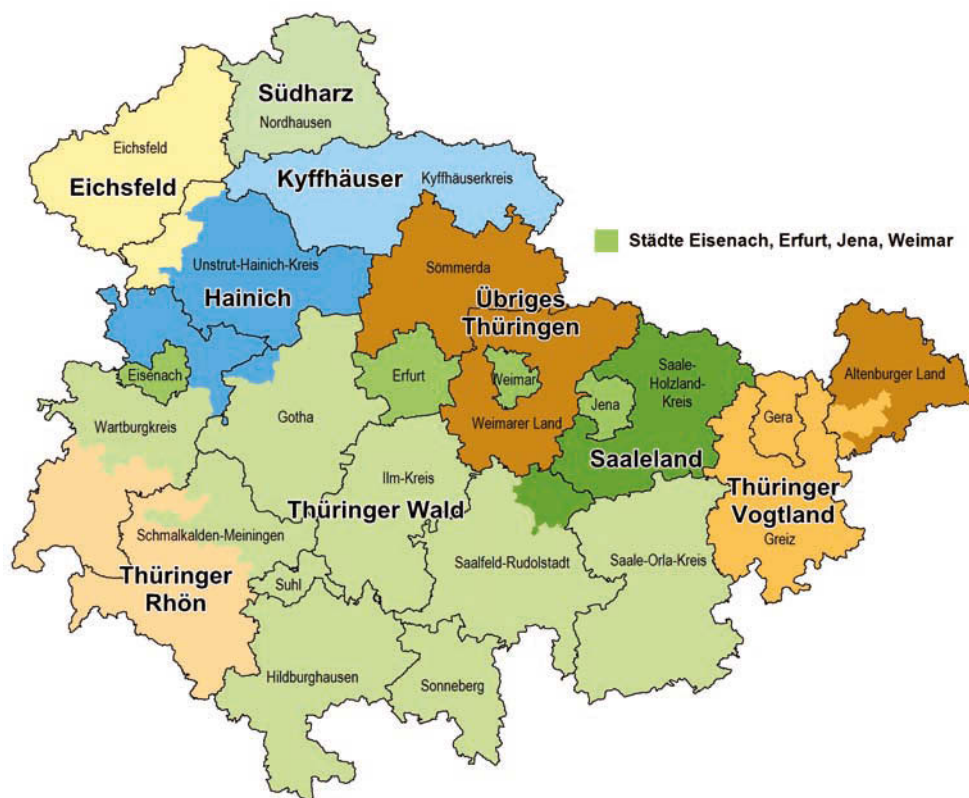 Südharz
Nordhausen
Eichsfeld
Eichsfeld
Kyffhäuser
Kyffhäuserkreis
Städte Eisenach, Erfurt, Jena, Weimar
Unstrut-Hainich-Kreis
Hainich
Sömmerda
Übriges
Thüringen
Eisenach
Erfurt
Weimar
Saale-
Holzland-
Kreis
Altenburger Land
Jena
Gera
Gotha
Wartburgkreis
Weimarer Land
Saaleland
Ilm-Kreis
Thüringer
Vogtland
Greiz
Thüringer Wald
Schmalkalden-Meiningen
Saalfeld-Rudolstadt
Saale-Orla-Kreis
Thüringer
Rhön
Suhl
Hildburghausen
Sonneberg